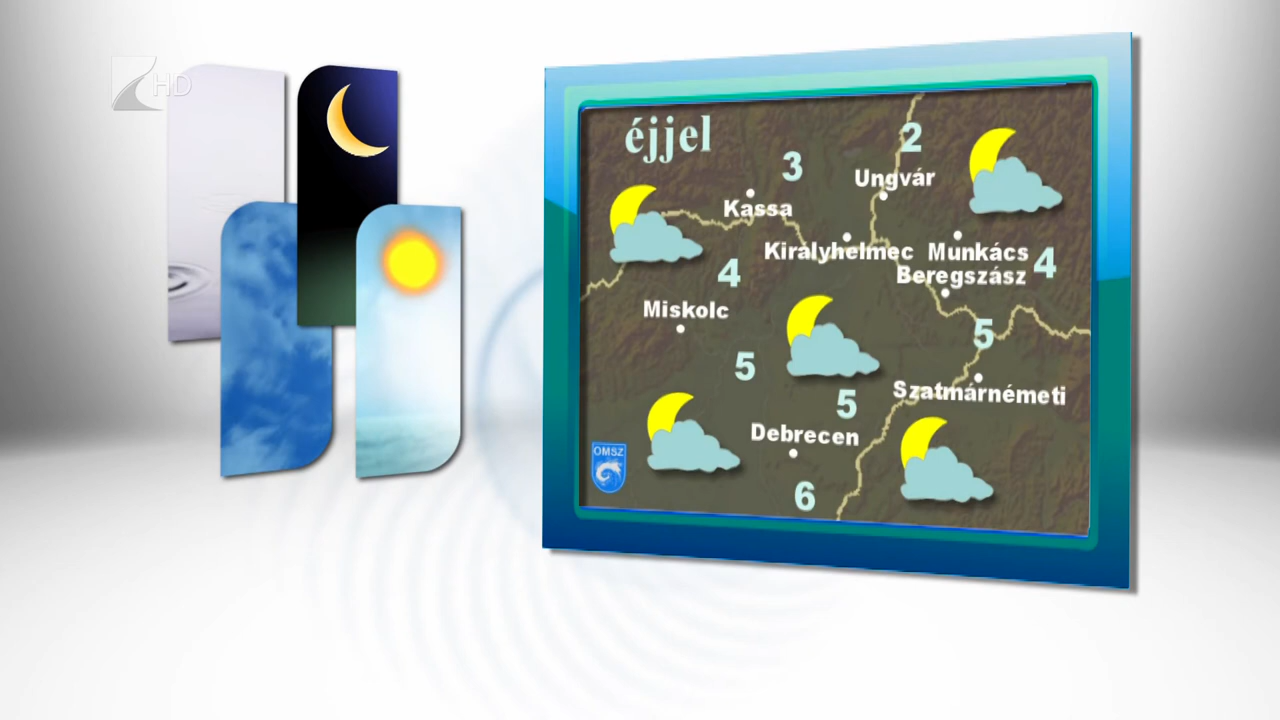 HD
éjjel
2
3
Ungvár
Kassa
Királyhelmec
Munkács
4
Beregszász
4
Miskolc
5
5
Szatmárnémeti
5
Debrecen
OMSZ
6